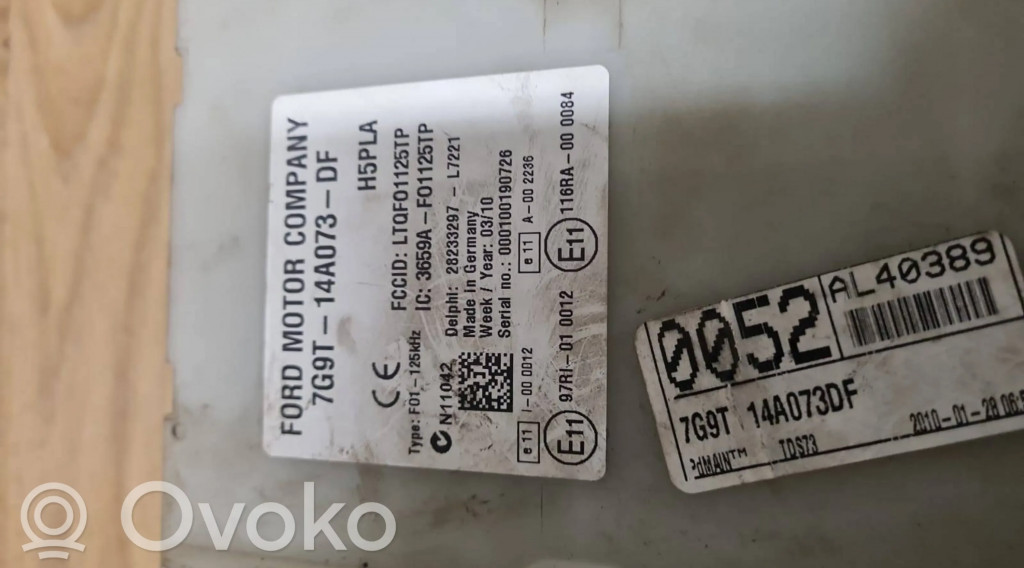 FORD MOTOR COMPANY
7G9T-14A073-DF
H5PLA
CE
FCCID: LTQF01125TP
Type: F01-125kHz IC: 3659A-F01125TP
N11042
Delphi: 28233297- L7221
Made in Germany
Week / Year: 03/10
Serial no.: 000100190726
e11 I-00 0012 e11 A-00 2236
E11 97RI-01 0012 E11 116RA-00 0084
0052
AL40389
7G9T 14A073DF
PdMAIN™ TDS73 2010-01-28
Ovoko